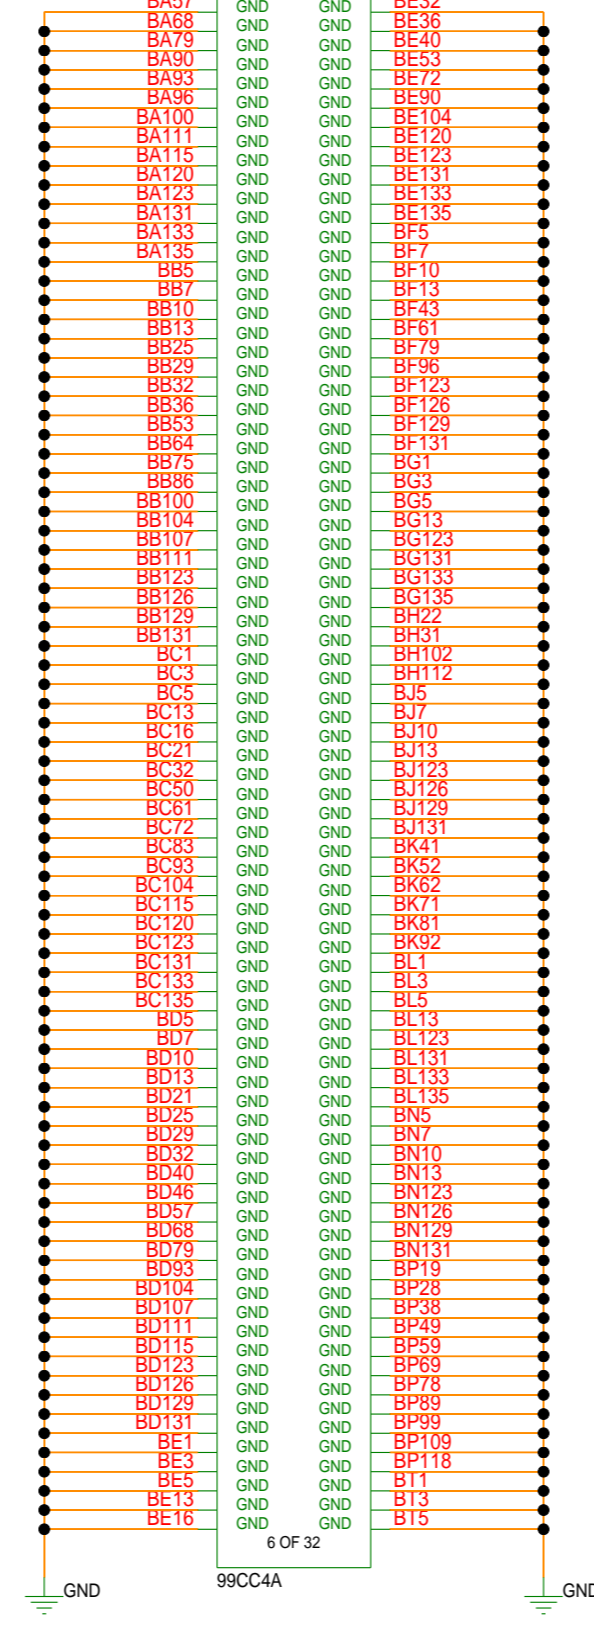 BA57 GND GND BE32
BA68 GND GND BE36
BA79 GND GND BE40
BA90 GND GND BE53
BA93 GND GND BE72
BA96 GND GND BE90
BA100 GND GND BE104
BA111 GND GND BE120
BA115 GND GND BE123
BA120 GND GND BE131
BA123 GND GND BE133
BA131 GND GND BE135
BA133 GND GND BF5
BA135 GND GND BF7
BB5 GND GND BF10
BB7 GND GND BF13
BB10 GND GND BF43
BB13 GND GND BF61
BB25 GND GND BF79
BB29 GND GND BF96
BB32 GND GND BF123
BB36 GND GND BF126
BB53 GND GND BF129
BB64 GND GND BF131
BB75 GND GND BG1
BB86 GND GND BG3
BB100 GND GND BG5
BB104 GND GND BG13
BB107 GND GND BG123
BB111 GND GND BG131
BB123 GND GND BG133
BB126 GND GND BG135
BB129 GND GND BH22
BB131 GND GND BH31
BC1 GND GND BH102
BC3 GND GND BH112
BC5 GND GND BJ5
BC13 GND GND BJ7
BC16 GND GND BJ10
BC21 GND GND BJ13
BC32 GND GND BJ123
BC50 GND GND BJ126
BC61 GND GND BJ129
BC72 GND GND BJ131
BC83 GND GND BK41
BC93 GND GND BK52
BC104 GND GND BK62
BC115 GND GND BK71
BC120 GND GND BK81
BC123 GND GND BK92
BC131 GND GND BL1
BC133 GND GND BL3
BC135 GND GND BL5
BD5 GND GND BL13
BD7 GND GND BL123
BD10 GND GND BL131
BD13 GND GND BL133
BD21 GND GND BL135
BD25 GND GND BN5
BD29 GND GND BN7
BD32 GND GND BN10
BD40 GND GND BN13
BD46 GND GND BN123
BD57 GND GND BN126
BD68 GND GND BN129
BD79 GND GND BN131
BD93 GND GND BP19
BD104 GND GND BP28
BD107 GND GND BP38
BD111 GND GND BP49
BD115 GND GND BP59
BD123 GND GND BP69
BD126 GND GND BP78
BD129 GND GND BP89
BD131 GND GND BP99
BE1 GND GND BP109
BE3 GND GND BP118
BE5 GND GND BT1
BE13 GND GND BT3
BE16 GND GND BT5
6 OF 32
99CC4A
GND GND